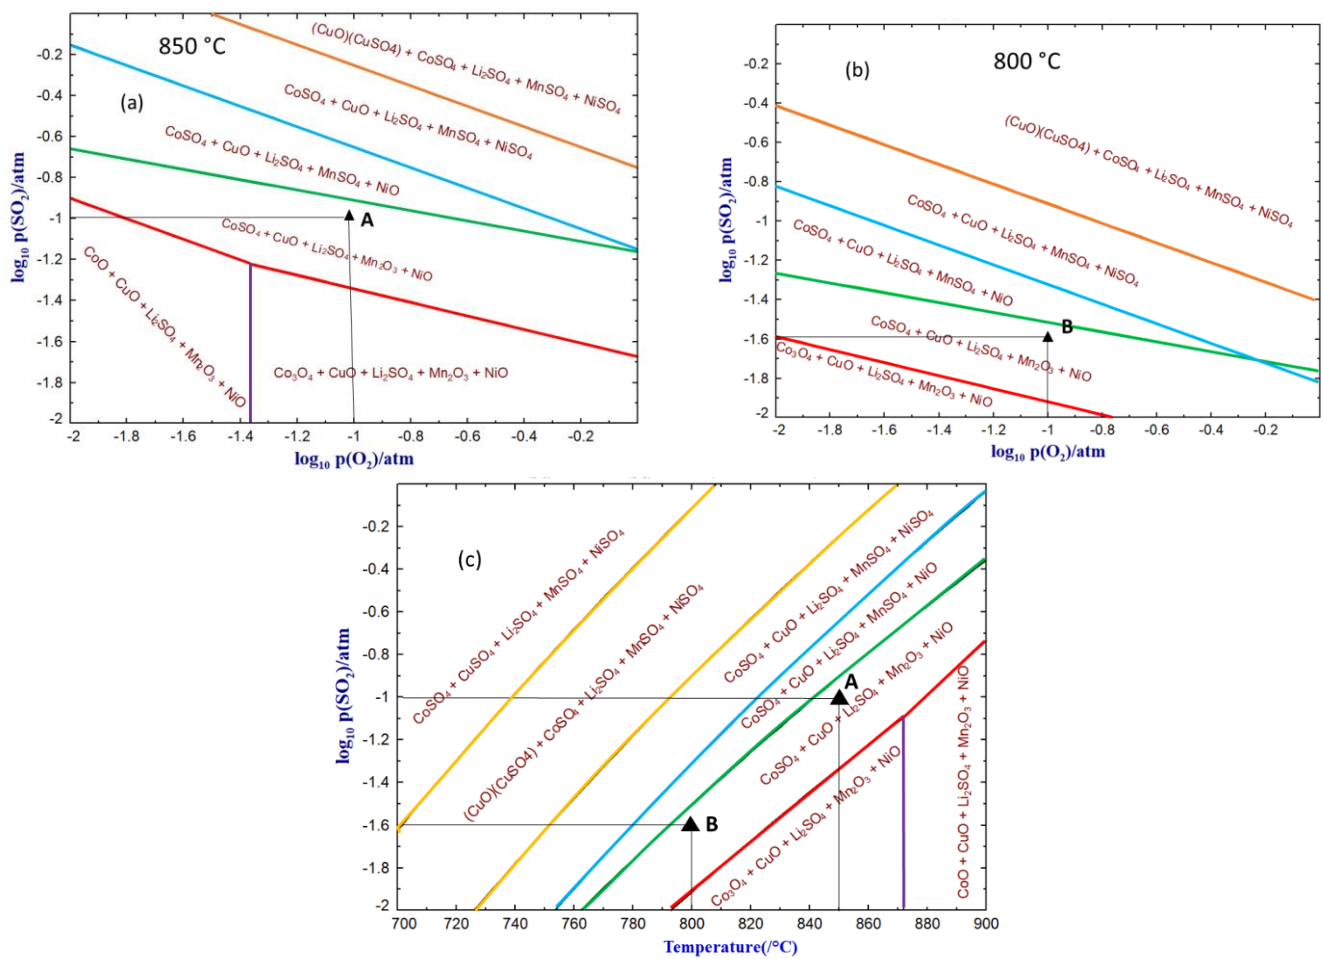 850 °C
(a)
(CuO)(CuSO4) + CoSO₄ + Li₂SO₄ + MnSO₄ + NiSO₄
CoSO₄ + CuO + Li₂SO₄ + MnSO₄ + NiSO₄
CoSO₄ + CuO + Li₂SO₄ + MnSO₄ + NiO
A
CoSO₄ + CuO + Li₂SO₄ + Mn₂O₃ + NiO
CoO + CuO + Li₂SO₄ + Mn₂O₃ + NiO
Co₃O₄ + CuO + Li₂SO₄ + Mn₂O₃ + NiO
-0.2
-0.4
-0.6
-0.8
-1
-1.2
-1.4
-1.6
-1.8
-2
log₁₀ p(SO₂)/atm
-2 -1.8 -1.6 -1.4 -1.2 -1 -0.8 -0.6 -0.4 -0.2
log₁₀ p(O₂)/atm
(b)
800 °C
(CuO)(CuSO4) + CoSO₄ + Li₂SO₄ + MnSO₄ + NiSO₄
CoSO₄ + CuO + Li₂SO₄ + MnSO₄ + NiSO₄
CoSO₄ + CuO + Li₂SO₄ + MnSO₄ + NiO
B
CoSO₄ + CuO + Li₂SO₄ + Mn₂O₃ + NiO
Co₃O₄ + CuO + Li₂SO₄ + Mn₂O₃ + NiO
-0.2
-0.4
-0.6
-0.8
-1
-1.2
-1.4
-1.6
-1.8
-2
log₁₀ p(SO₂)/atm
-2 -1.8 -1.6 -1.4 -1.2 -1 -0.8 -0.6 -0.4 -0.2
log₁₀ p(O₂)/atm
(c)
CoSO₄ + CuSO₄ + Li₂SO₄ + MnSO₄ + NiSO₄
(CuO)(CuSO4) + CoSO₄ + Li₂SO₄ + MnSO₄ + NiSO₄
CoSO₄ + CuO + Li₂SO₄ + MnSO₄ + NiSO₄
CoSO₄ + CuO + Li₂SO₄ + MnSO₄ + NiO
A
CoSO₄ + CuO + Li₂SO₄ + Mn₂O₃ + NiO
B
Co₃O₄ + CuO + Li₂SO₄ + Mn₂O₃ + NiO
CoO + CuO + Li₂SO₄ + Mn₂O₃ + NiO
-0.2
-0.4
-0.6
-0.8
-1
-1.2
-1.4
-1.6
-1.8
-2
log₁₀ p(SO₂)/atm
700 720 740 760 780 800 820 840 860 880 900
Temperature(/°C)